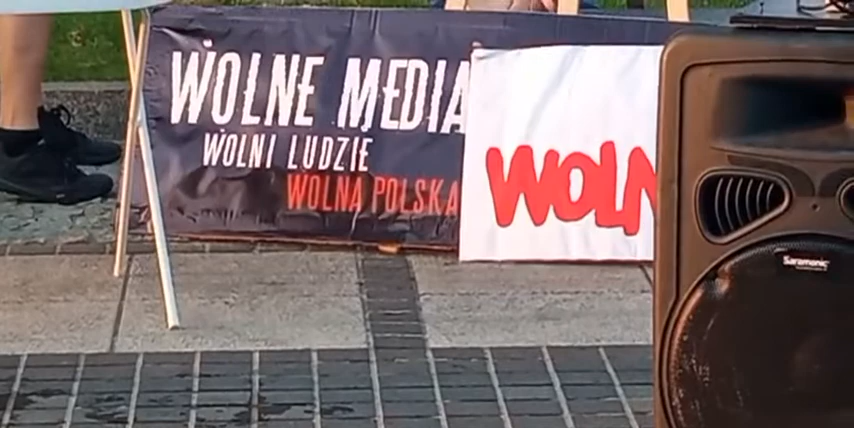 WOLNE MEDIA
WOLNI LUDZIE
WOLNA POLSKA
WOLN
Saramonic